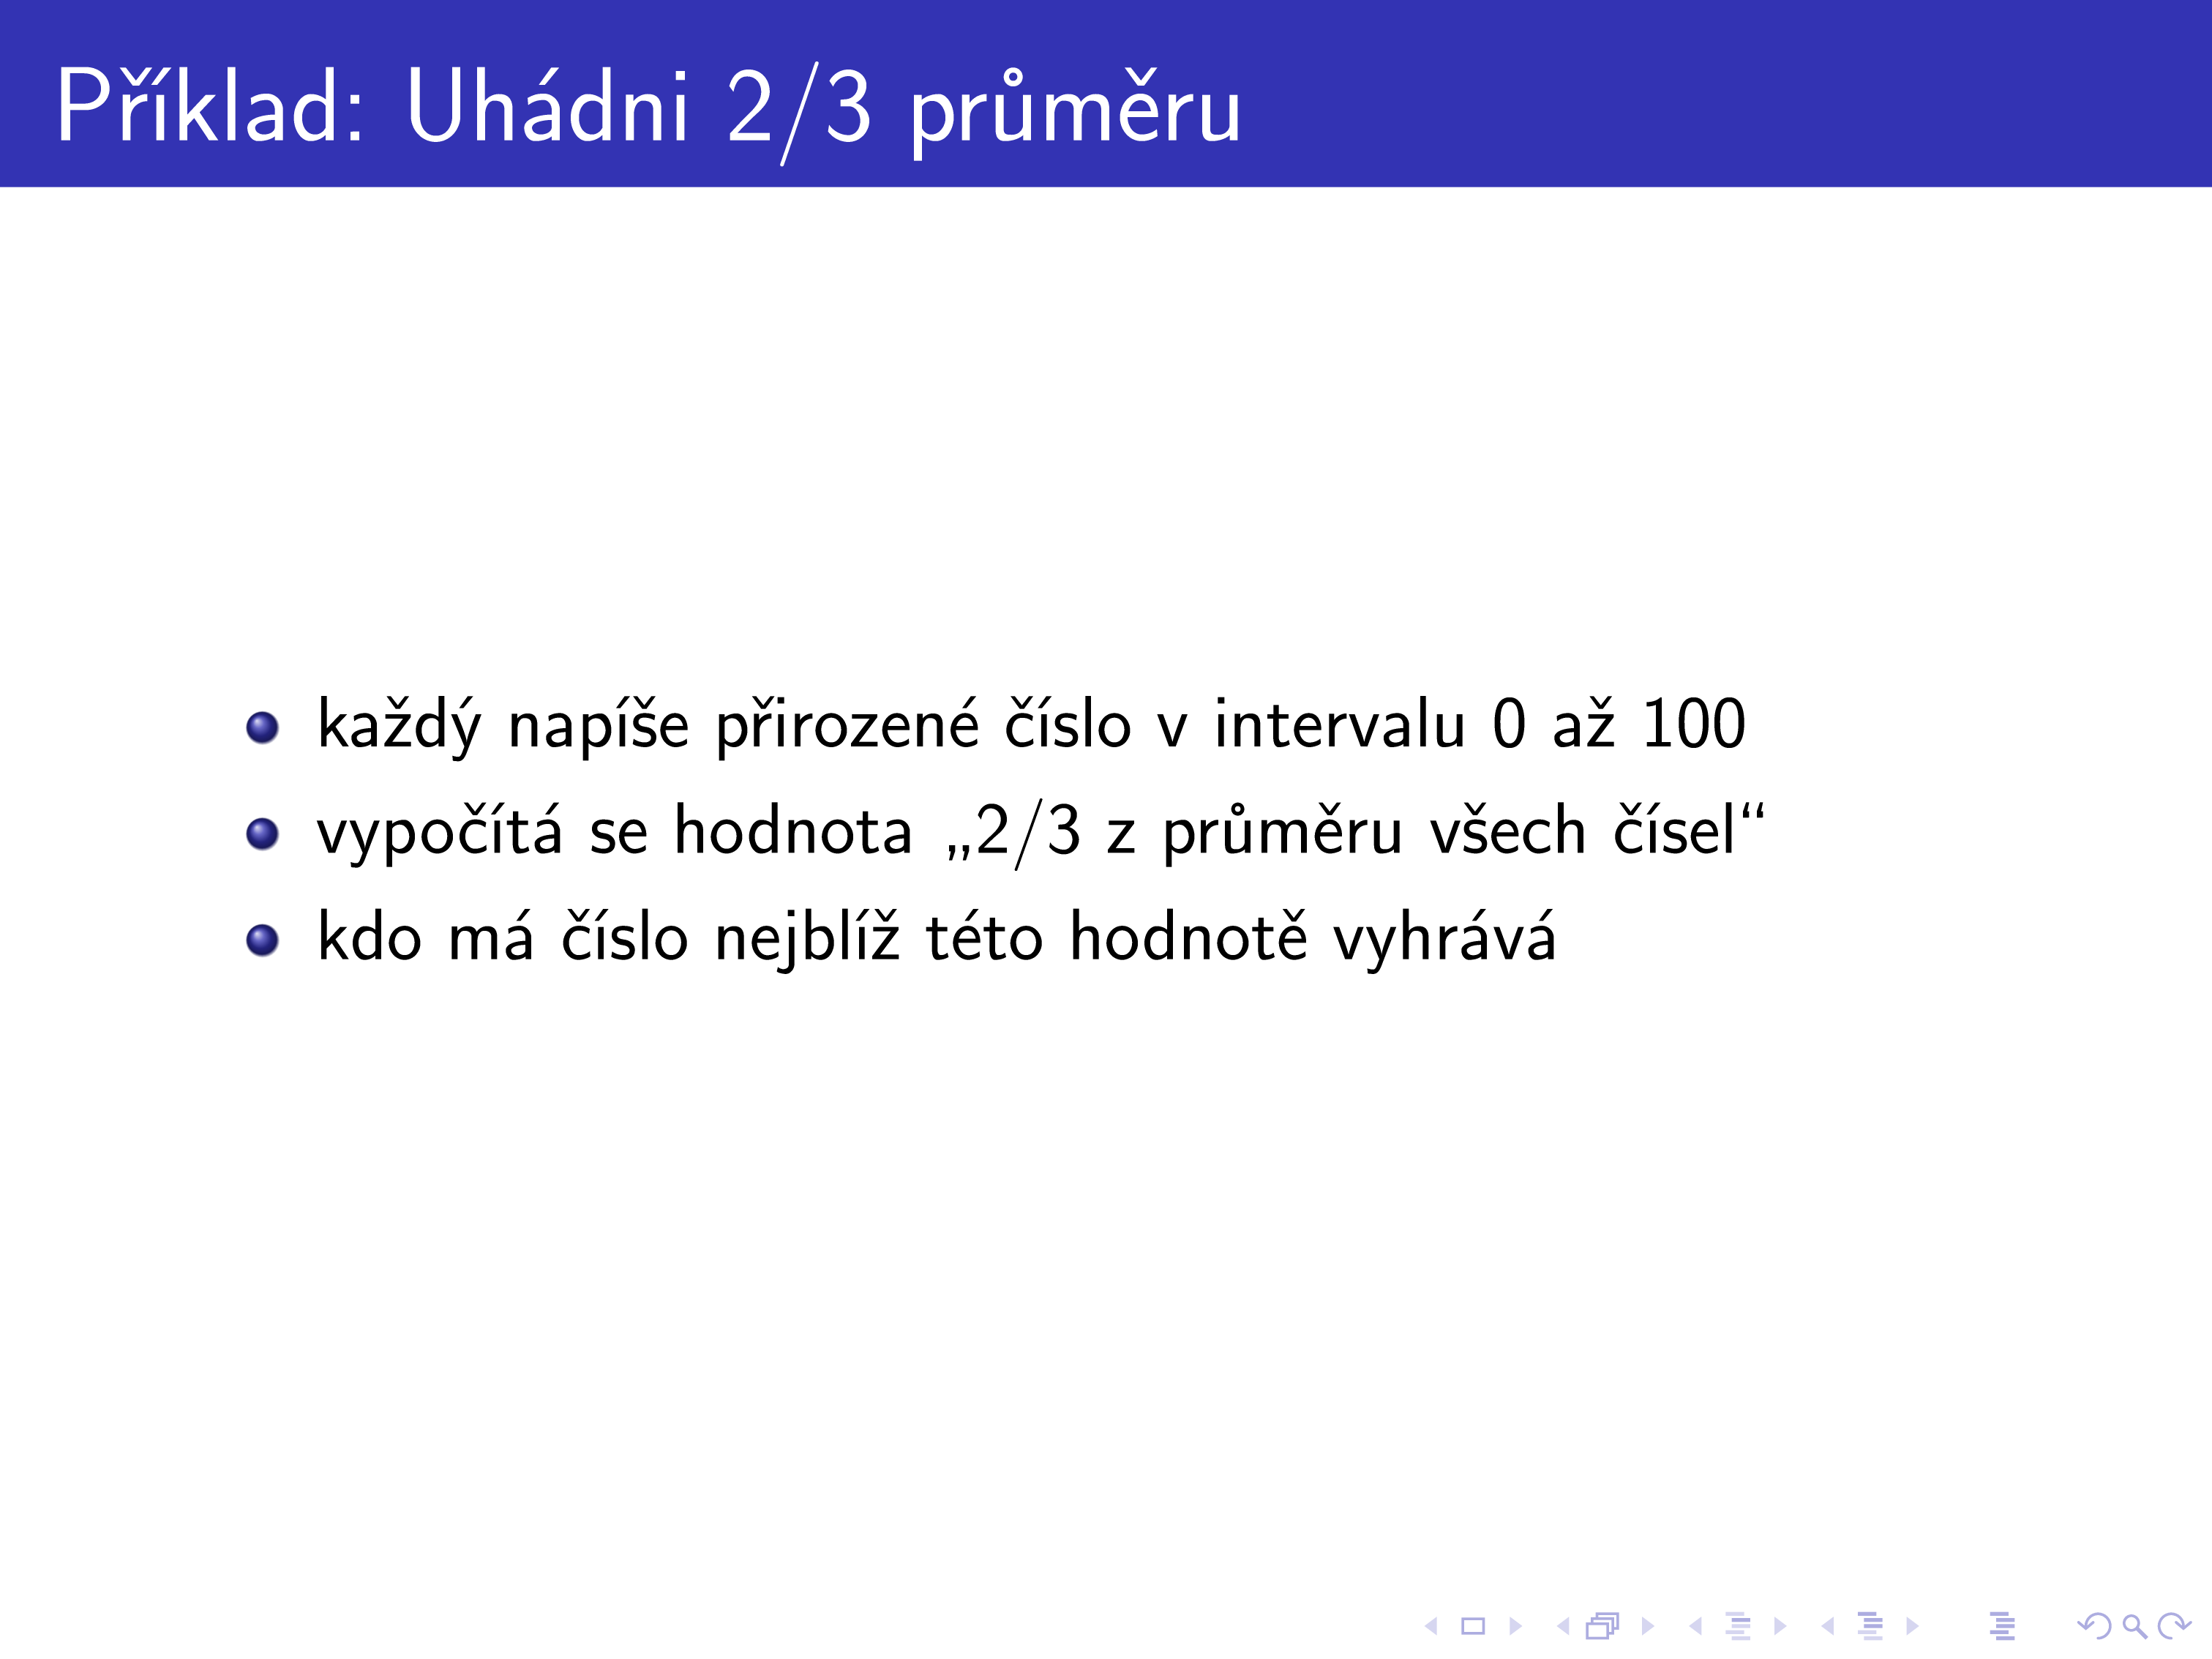 Příklad: Uhádni 2/3 průměru
každý napíše přirozené číslo v intervalu 0 až 100
vypočítá se hodnota „2/3 z průměru všech čísel“
kdo má číslo nejblíž této hodnotě vyhrává